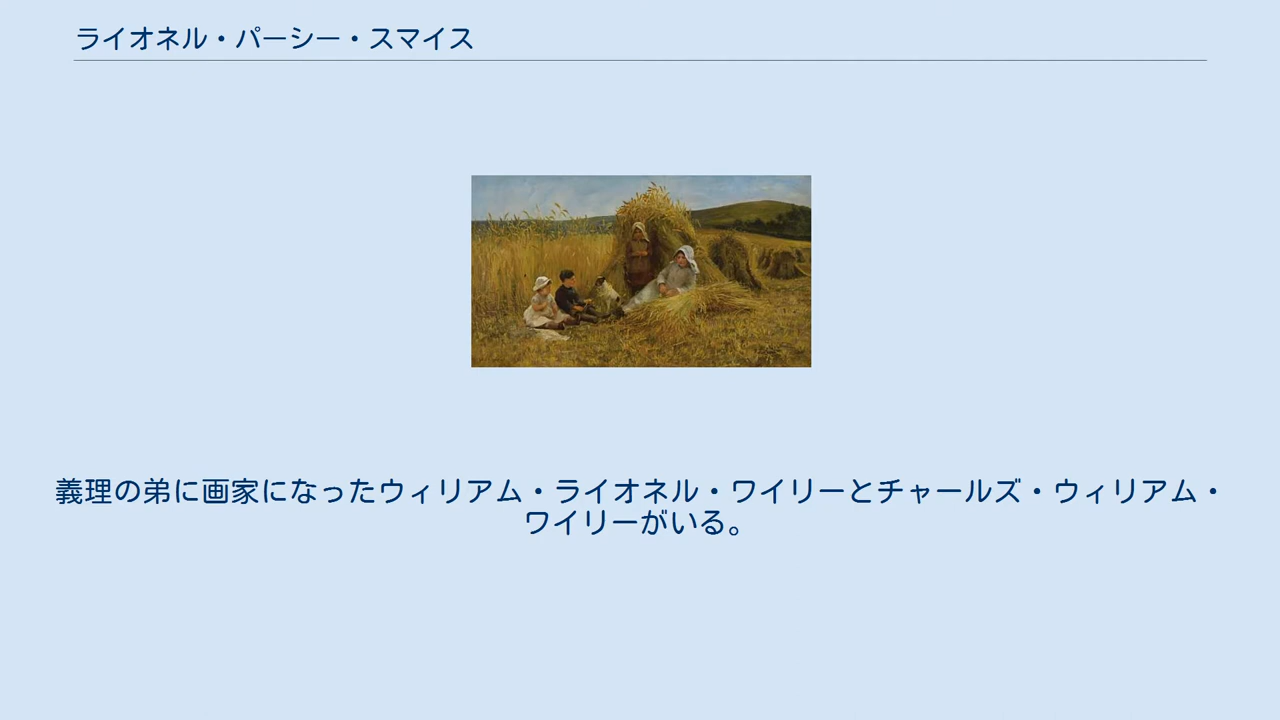 ライオネル・パーシー・スマイス
義理の弟に画家になったウィリアム・ライオネル・ワイリーとチャールズ・ウィリアム・
ワイリーがいる。